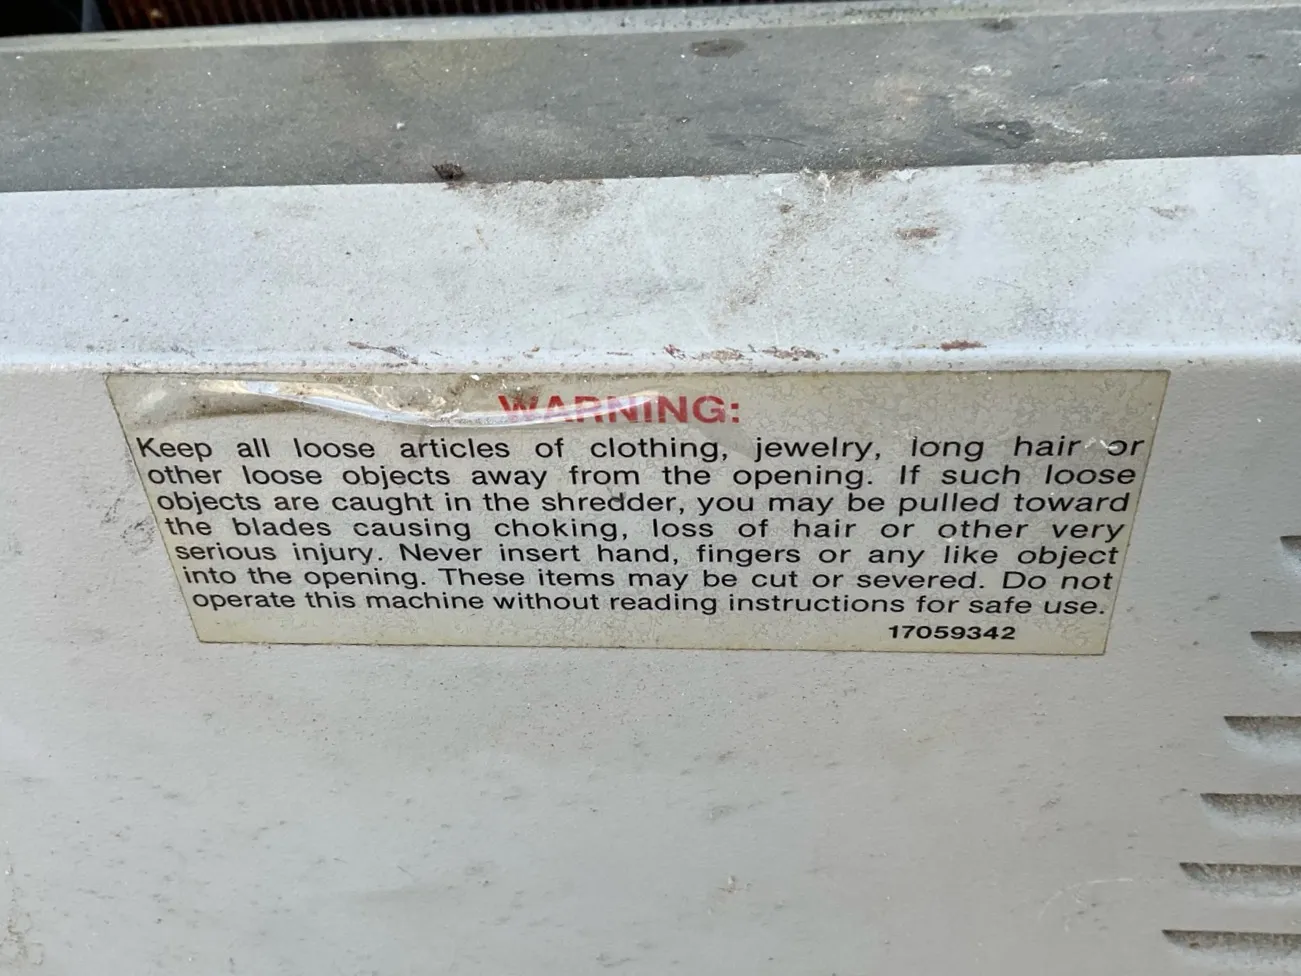 WARNING:
Keep all loose articles of clothing, jewelry, long hair or
other loose objects away from the opening. If such loose
objects are caught in the shredder, you may be pulled toward
the blades causing choking, loss of hair or other very
serious injury. Never insert hand, fingers or any like object
into the opening. These items may be cut or severed. Do not
operate this machine without reading instructions for safe use.
17059342